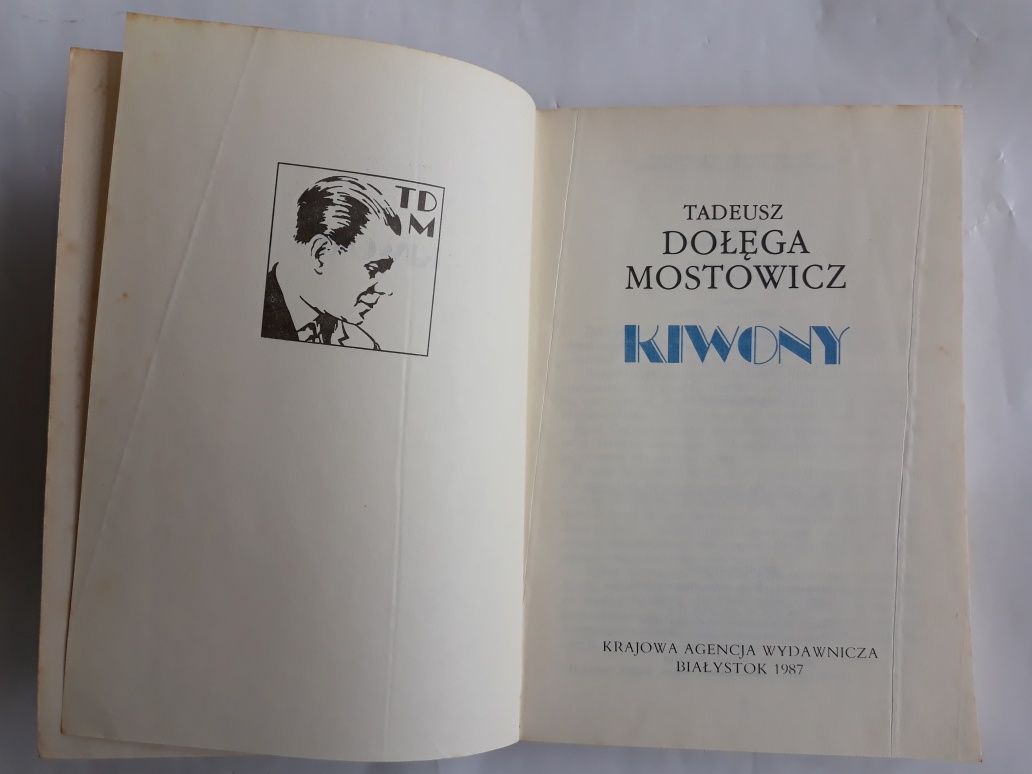 TD
M
TADEUSZ
DOŁĘGA
MOSTOWICZ
KIWONY
KRAJOWA AGENCJA WYDAWNICZA
BIAŁYSTOK 1987